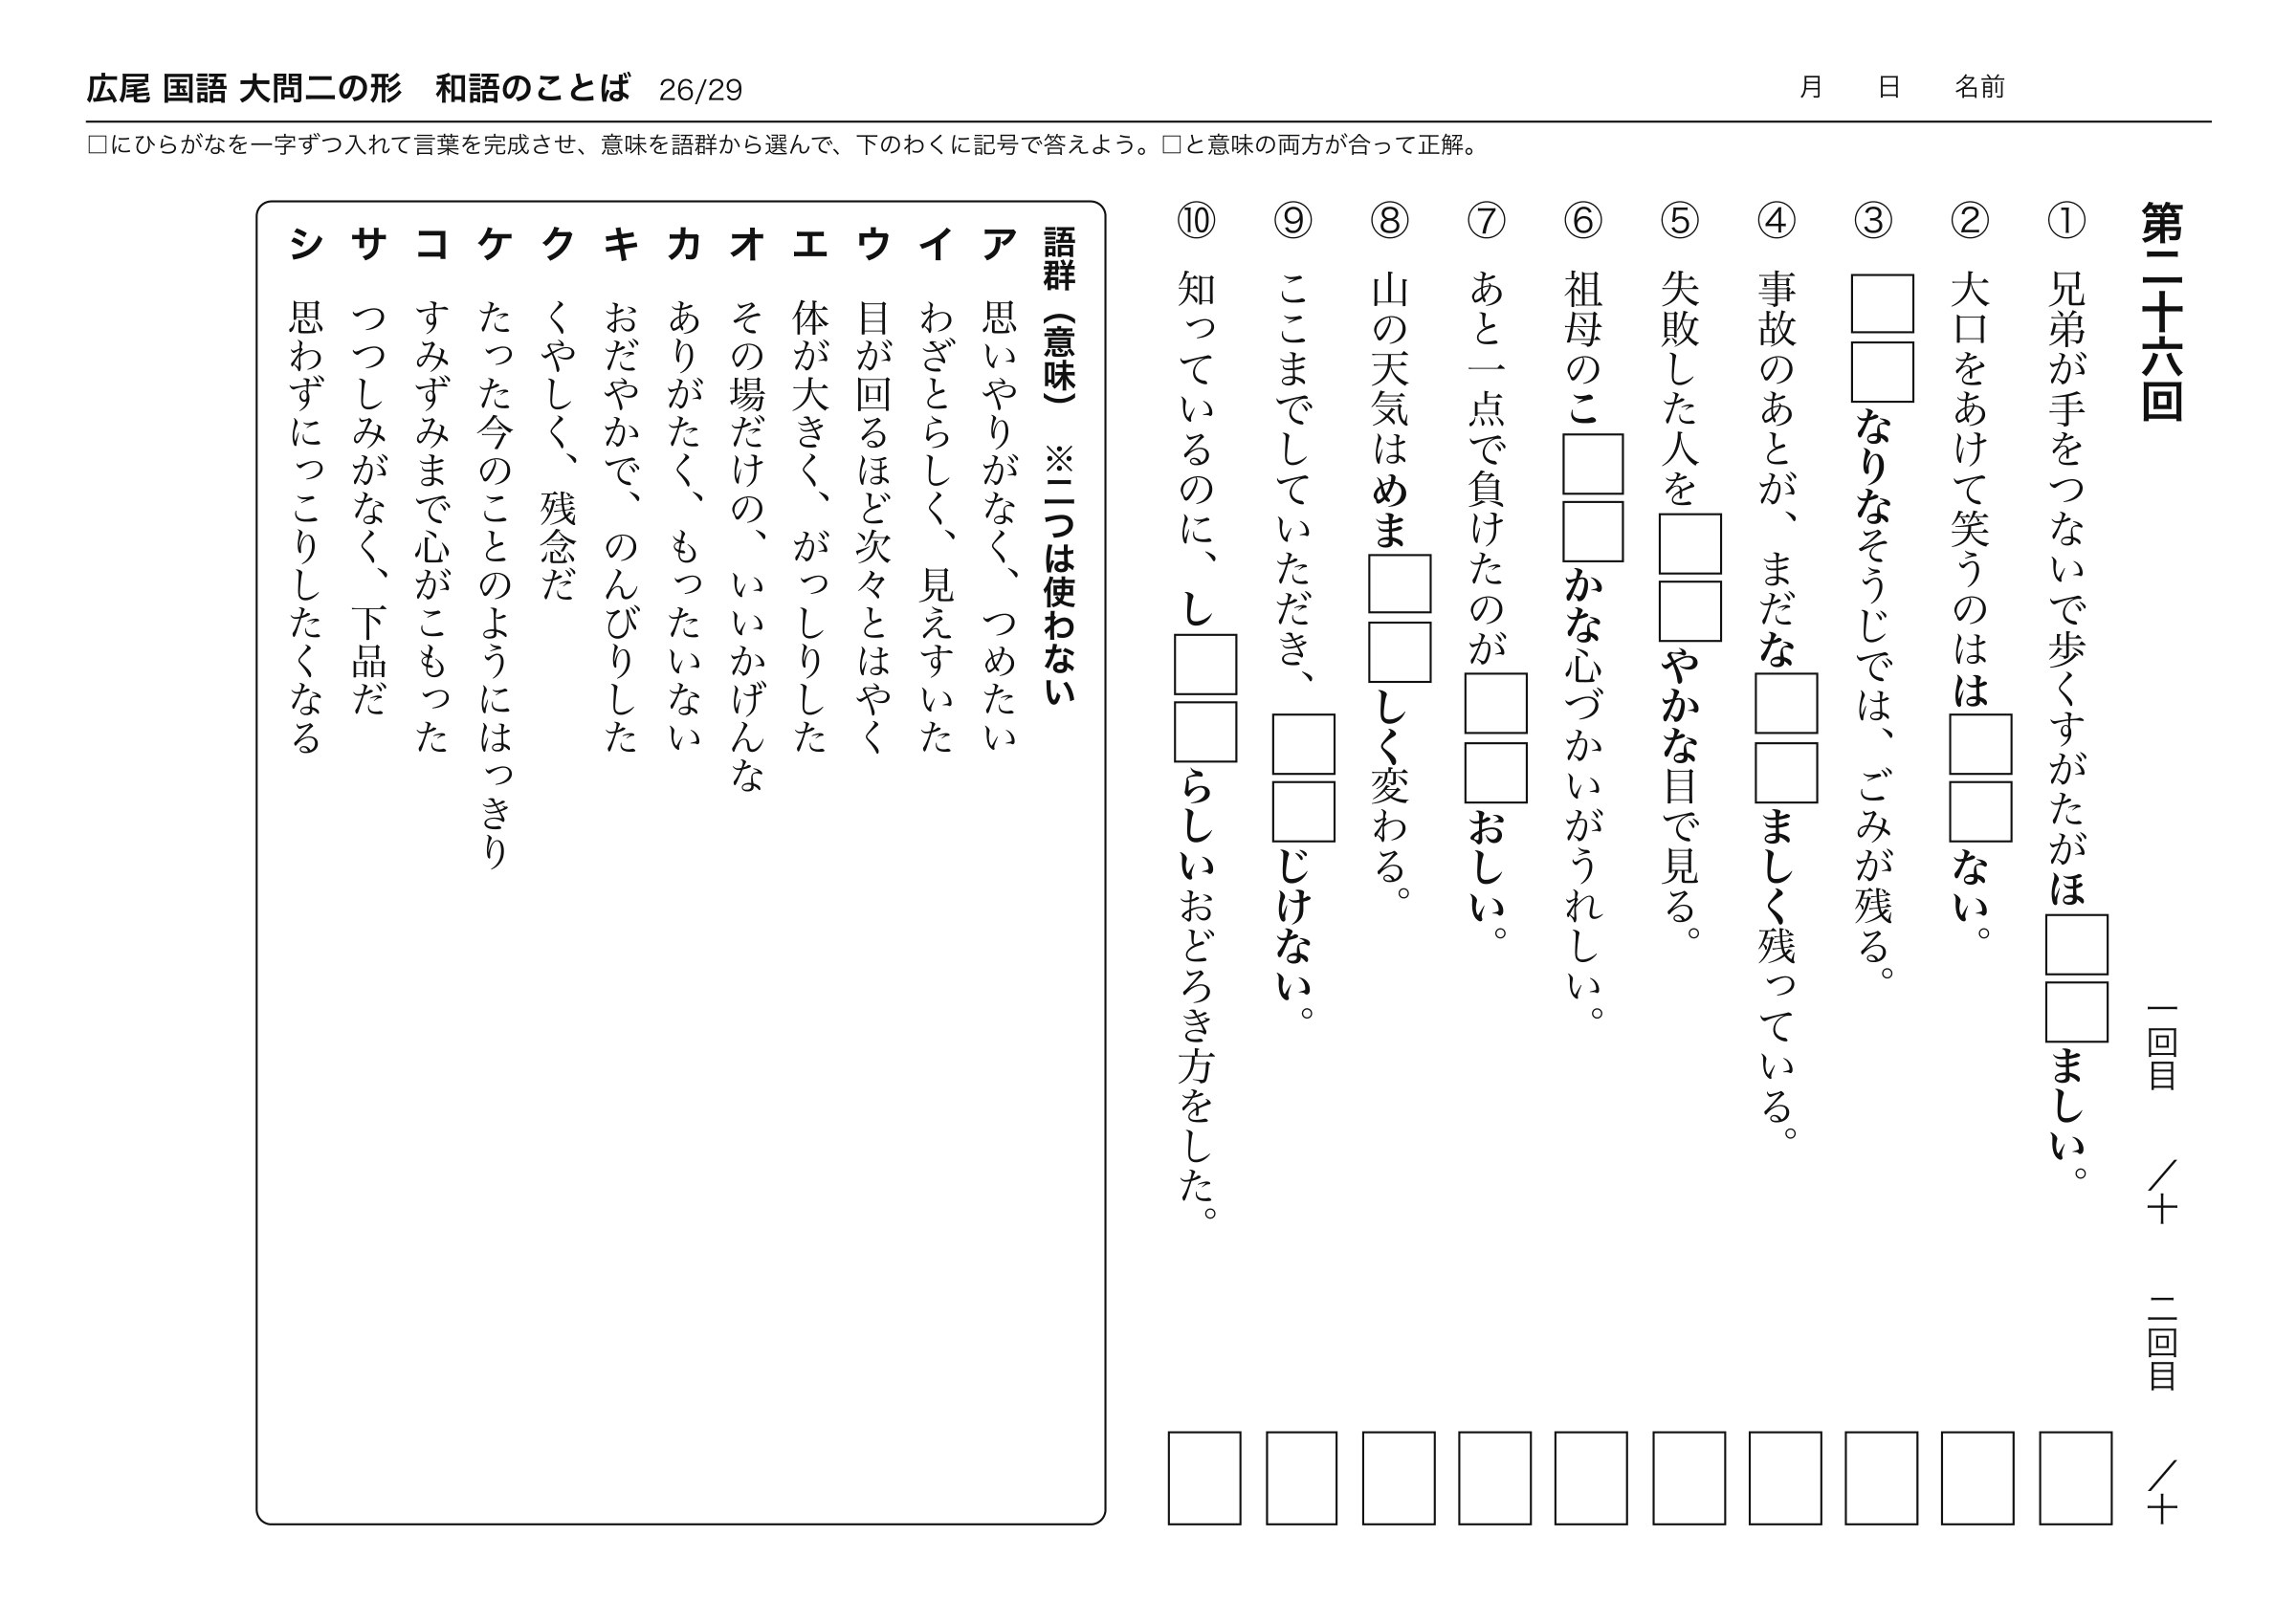 広尾 国語 大問二の形　和語のことば　26/29　月　日　名前
□にひらがなを一字ずつ入れて言葉を完成させ、意味を語群から選んで、下のわくに記号で答えよう。□と意味の両方が合って正解。
第二十六回　一回目　／十　二回目　／十
① 兄弟が手をつないで歩くすがたがほ□□ましい。
② 大口をあけて笑うのはは□□ない。
③ □□なりなそうじでは、ごみが残る。
④ 事故のあとが、まだな□□ましく残っている。
⑤ 失敗した人を□□やかな目で見る。
⑥ 祖母のこ□□かな心づかいがうれしい。
⑦ あと一点で負けたのが□□おしい。
⑧ 山の天気はめま□□しく変わる。
⑨ ここまでしていただき、□□じけない。
⑩ 知っているのに、し□□らしいおどろき方をした。
語群（意味）　※二つは使わない
ア 思いやりがなく、つめたい
イ わざとらしく、見えすいた
ウ 目が回るほど次々とはやく
エ 体が大きく、がっしりした
オ その場だけの、いいかげんな
カ ありがたく、もったいない
キ おだやかで、のんびりした
ク くやしく、残念だ
ケ たった今のことのようにはっきり
コ すみずみまで心がこもった
サ つつしみがなく、下品だ
シ 思わずにっこりしたくなる